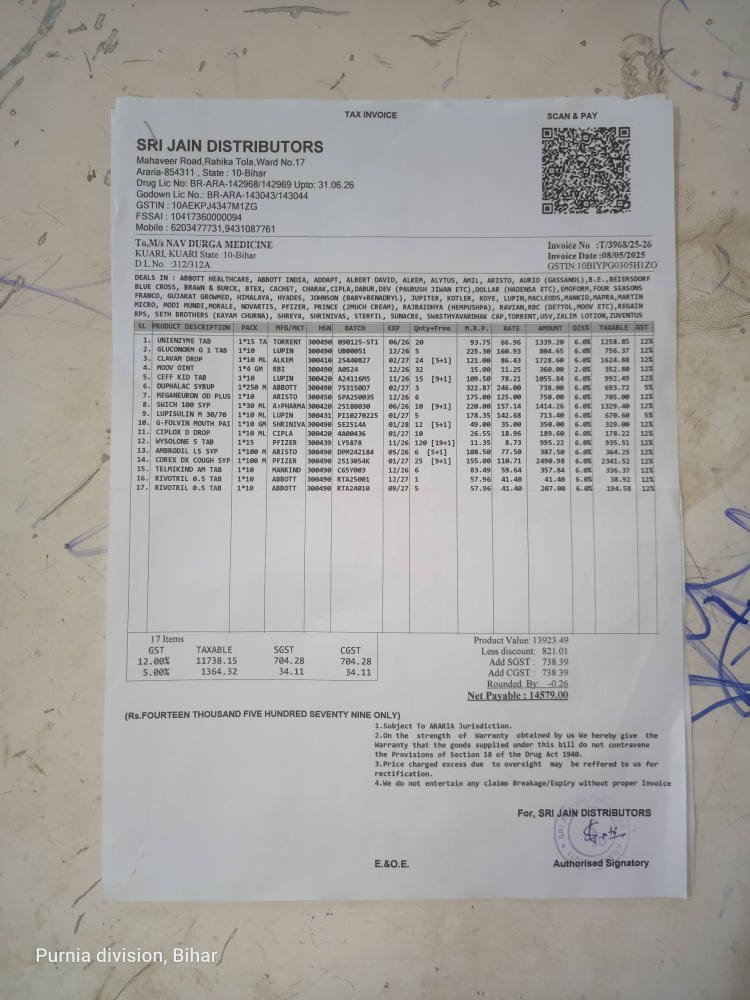 TAX INVOICE
SCAN & PAY
SRI JAIN DISTRIBUTORS
Mahaveer Road,Rahika Tola,Ward No.17
Araria-854311 , State : 10-Bihar
Drug Lic No: BR-ARA-142968/142969 Upto: 31.06.26
Godown Lic No.: BR-ARA-143043/143044
GSTIN : 10AEKPJ4347M1ZG
FSSAI : 10417360000094
Mobile : 6203477731,9431087761
To,M/s NAV DURGA MEDICINE
KUARI, KUARI State :10-Bihar
D.L.No. :312/312A
Invoice No :T/3968/25-26
Invoice Date:08/05/2025
GSTIN:10BIYPG0305H1ZO
DEALS IN : ABBOTT HEALTHCARE, ABBOTT INDIA, ADDAPT, ALBERT DAVID, ALKEM, ALYTUS, AMIL, ARISTO, AURIO (GASSANOL),B.E.,BEIERSDORF
BLUE CROSS, BRAWN & BURCK, BTEX, CACHET, CHARAK,CIPLA,DABUR,DEV (PAURUSH JIWAN ETC),DOLLAR (HADENSA ETC),EMOFORM,FOUR SEASONS
FRANCO, GUJARAT GROWMED, HIMALAYA, HYADES, JOHNSON (BABY+BENADRYL), JUPITER, KOTLER, KOYE, LUPIN,MACLEODS,MANKID,MAPRA,MARTIN
MICRO, MODI MUNDI,MORALE, NOVARTIS, PFIZER, PRINCE (2MUCH CREAM), RAJBAIDHYA (HEMPUSHPA), RAVIAN,RBC (DETTOL,MOOV ETC),REGAIN
RPS, SETH BROTHERS (KAYAM CHURNA), SHREYA, SHRINIVAS, STERFIL, SUNACRE, SWASTHYAVARDHAK CAP,TORRENT,USV,ZALIM LOTION,ZUVENTUS
SL PRODUCT DESCRIPTION PACK MFG/MKT HSN BATCH EXP Qnty+Free M.R.P. RATE AMOUNT DIS% TAXABLE GST
1. UNIENZYME TAB 1*15 TA TORRENT 300490 090125-ST1 06/26 20 93.75 66.96 1339.20 6.0% 1258.85 12%
2. GLUCONORM G 1 TAB 1*10 LUPIN 300490 UB00051 12/26 5 225.30 160.93 804.65 6.0% 756.37 12%
3. CLAVAM DROP 1*10 ML ALKEM 300410 25440827 02/27 24 [5+1] 121.00 86.43 1728.60 6.0% 1624.88 12%
4. MOOV OINT 1*4 GM RBI 300490 A0524 12/26 32 15.00 11.25 360.00 2.0% 352.80 12%
5. CEFF KID TAB 1*10 LUPIN 300420 A24116MS 11/26 15 [9+1] 109.50 78.21 1055.84 6.0% 992.49 12%
6. DUPHALAC SYRUP 1*250 M ABBOTT 300490 753150D7 02/27 3 322.87 246.00 738.00 6.0% 693.72 5%
7. MEGANEURON OD PLUS 1*10 ARISTO 300450 SPA250035 12/26 6 175.00 125.00 750.00 6.0% 705.00 12%
8. SWICH 100 SYP 1*30 ML A>PHARMA 300420 25180030 06/26 10 [9+1] 220.00 157.14 1414.26 6.0% 1329.40 12%
9. LUPISULIN M 30/70 1*10 ML LUPIN 300431 PI10270225 01/27 5 178.35 142.68 713.40 6.0% 670.60 5%
10. G-FOLVIN MOUTH PAI 1*10 GM SHRINIVA 300490 SE2514 01/28 12 [5+1] 49.00 35.00 350.00 6.0% 329.00 12%
11. CIPLOX D DROP 1*10 ML CIPLA 300420 4A00436 01/27 10 26.55 18.96 189.60 6.0% 178.22 12%
12. WYSOLONE 5 TAB 1*15 PFIZER 300439 LY5878 11/26 120 [19+1] 11.35 8.73 995.22 6.0% 935.51 12%
13. AMBRODIL LS SYP 1*100 M ARISTO 300490 DPM242184 05/26 6 [5+1] 108.50 77.50 387.50 6.0% 364.25 12%
14. COREX DX COUGH SYP 1*100 M PFIZER 300490 2513054K 01/27 25 [9+1] 155.00 110.71 2490.98 6.0% 2341.52 12%
15. TELMIKIND AM TAB 1*10 MANKIND 300490 C65Y003 12/26 6 83.49 59.64 357.84 6.0% 336.37 12%
16. RIVOTRIL 0.5 TAB 1*10 ABBOTT 300490 RTA25001 12/27 1 57.96 41.40 41.40 6.0% 38.92 12%
17. RIVOTRIL 0.5 TAB 1*10 ABBOTT 300490 RTA24010 09/27 5 57.96 41.40 207.00 6.0% 194.58 12%
17 Items
GST TAXABLE SGST CGST
12.00% 11738.15 704.28 704.28
5.00% 1364.32 34.11 34.11
Product Value: 13923.49
Less discount: 821.01
Add SGST : 738.39
Add CGST : 738.39
Rounded By: -0.26
Net Payable : 14579.00
(Rs.FOURTEEN THOUSAND FIVE HUNDRED SEVENTY NINE ONLY)
1.Subject To ARARIA Jurisdiction.
2.On the strength of Warranty obtained by us We hereby give the
Warranty that the goods supplied under this bill do not contravene
the Provisions of Section 18 of the Drug Act 1940.
3.Price charged excess due to oversight may be reffered to us for
rectification.
4.We do not entertain any claims Breakage/Expiry without proper Invoice
For, SRI JAIN DISTRIBUTORS
E.&O.E.
Authorised Signatory
Purnia division, Bihar